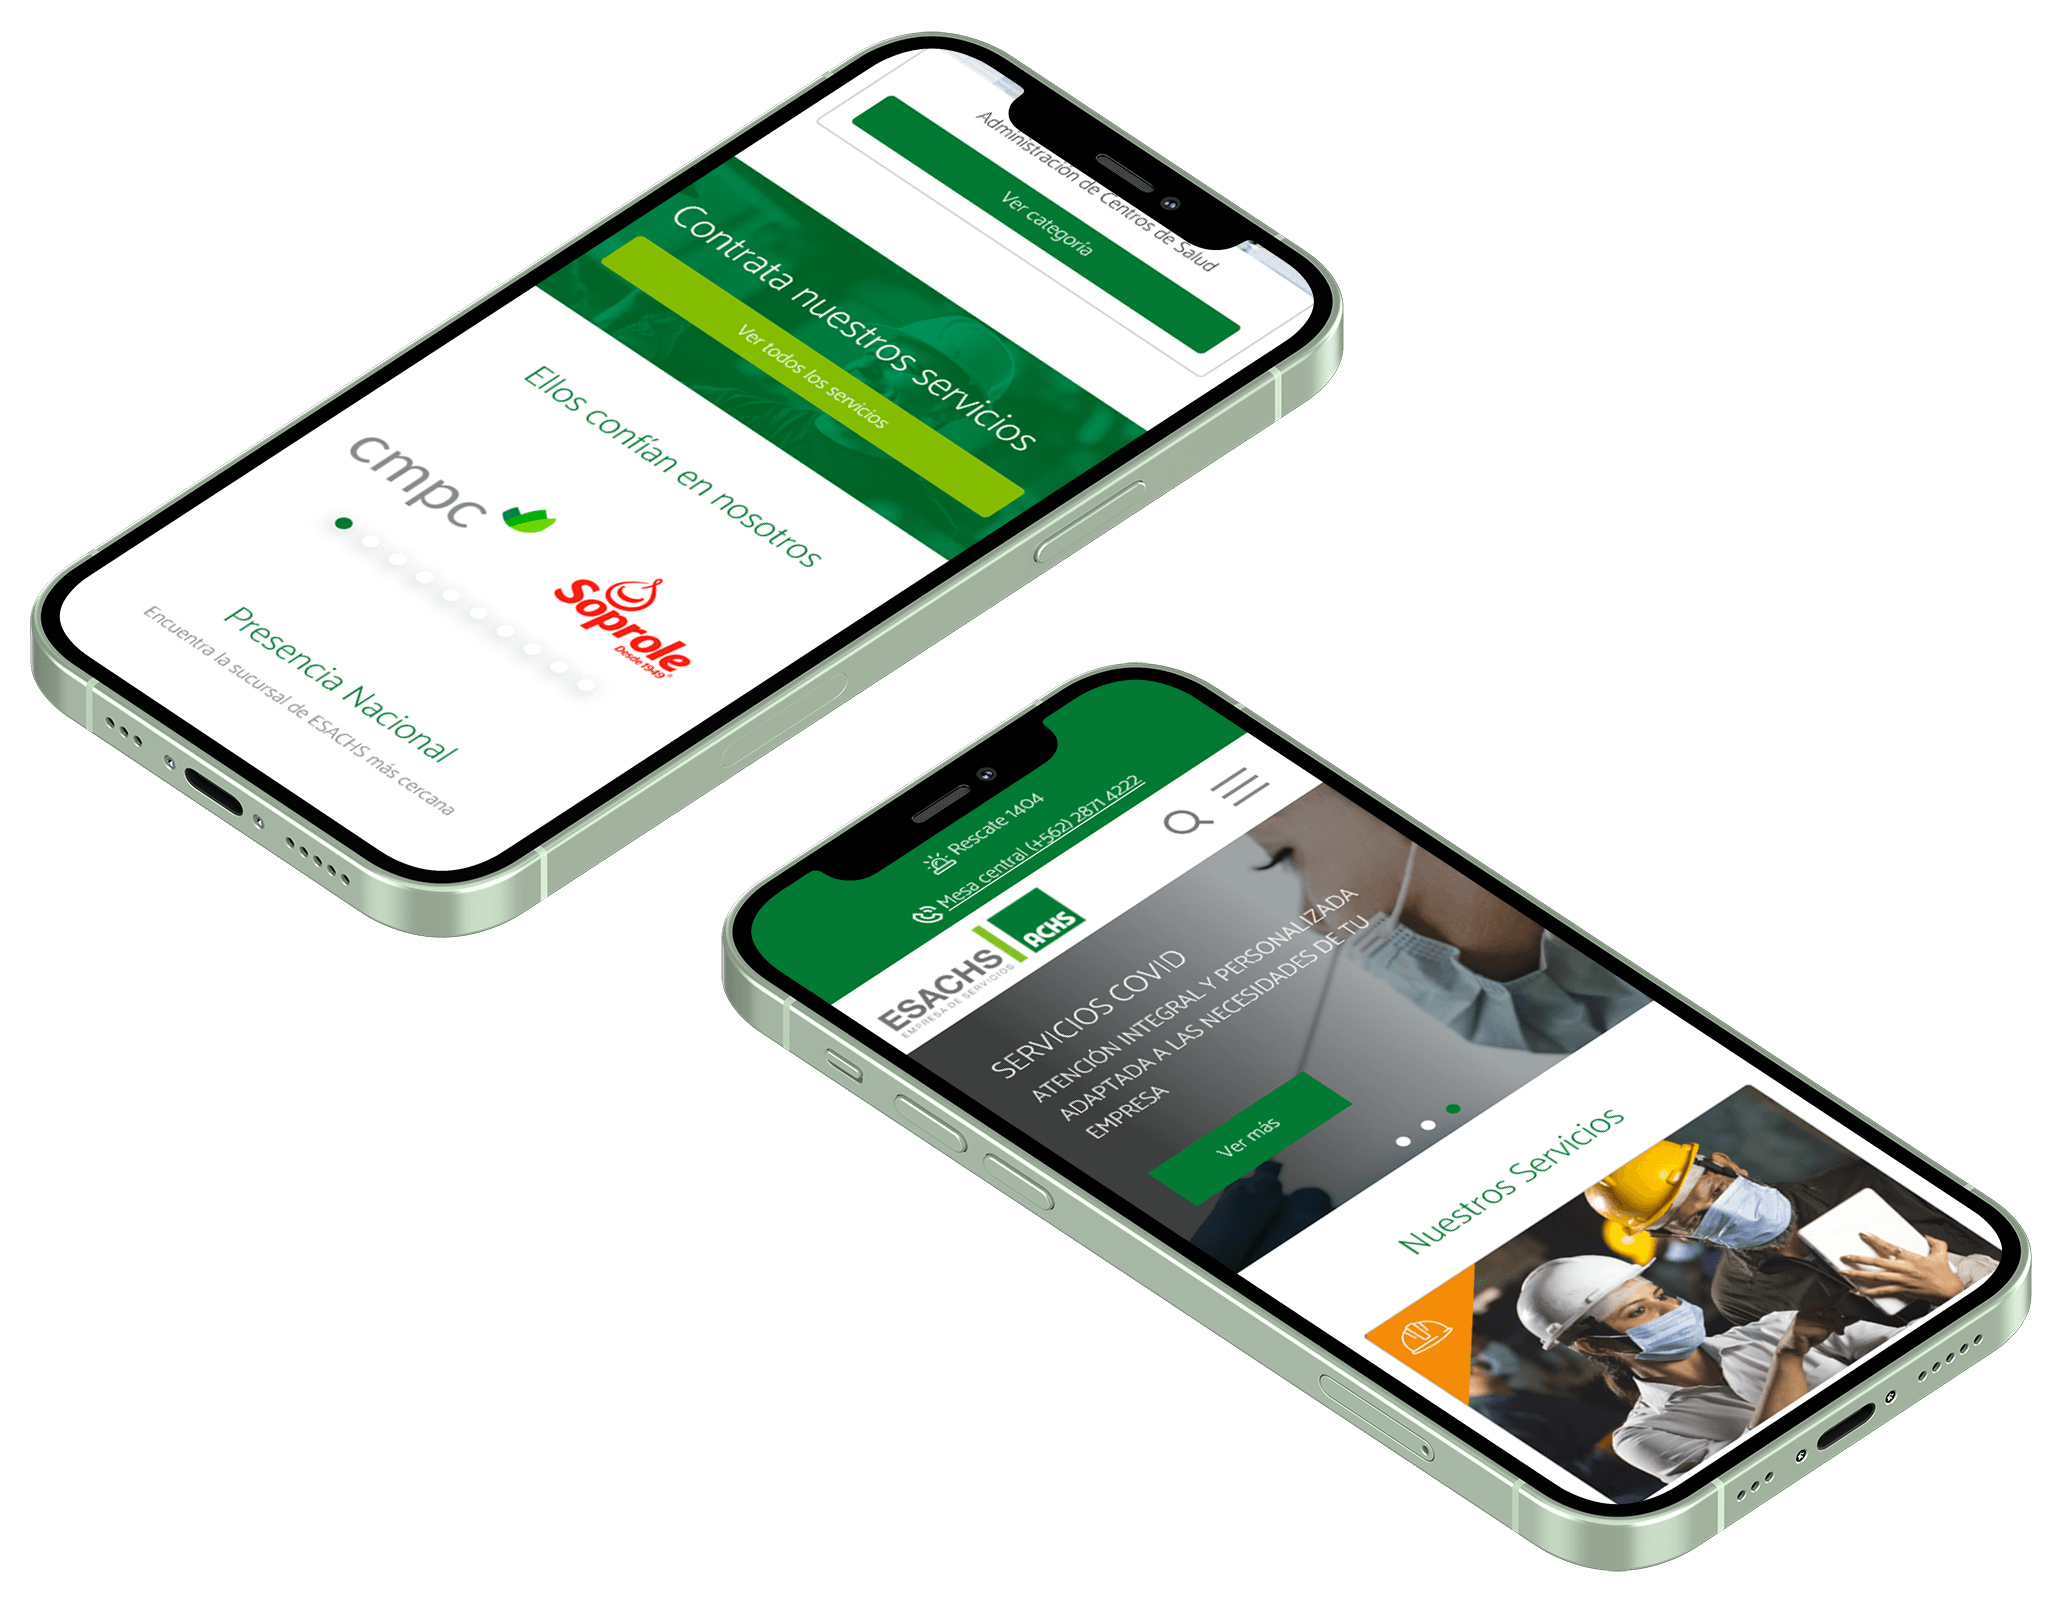 Administración de Centros de Salud
Ver categoría
Contrata nuestros servicios
Ver todos los servicios
Ellos confían en nosotros
cmpc
Soprole
Desde 1949
Presencia Nacional
Encuentra la sucursal de ESACHS más cercana
Rescate 1404
Mesa central (+562) 2871 4222
ESACHS
EMPRESA DE SERVICIOS
ACHS
SERVICIOS COVID
ATENCIÓN INTEGRAL Y PERSONALIZADA
ADAPTADA A LAS NECESIDADES DE TU
EMPRESA
Ver más
Nuestros Servicios